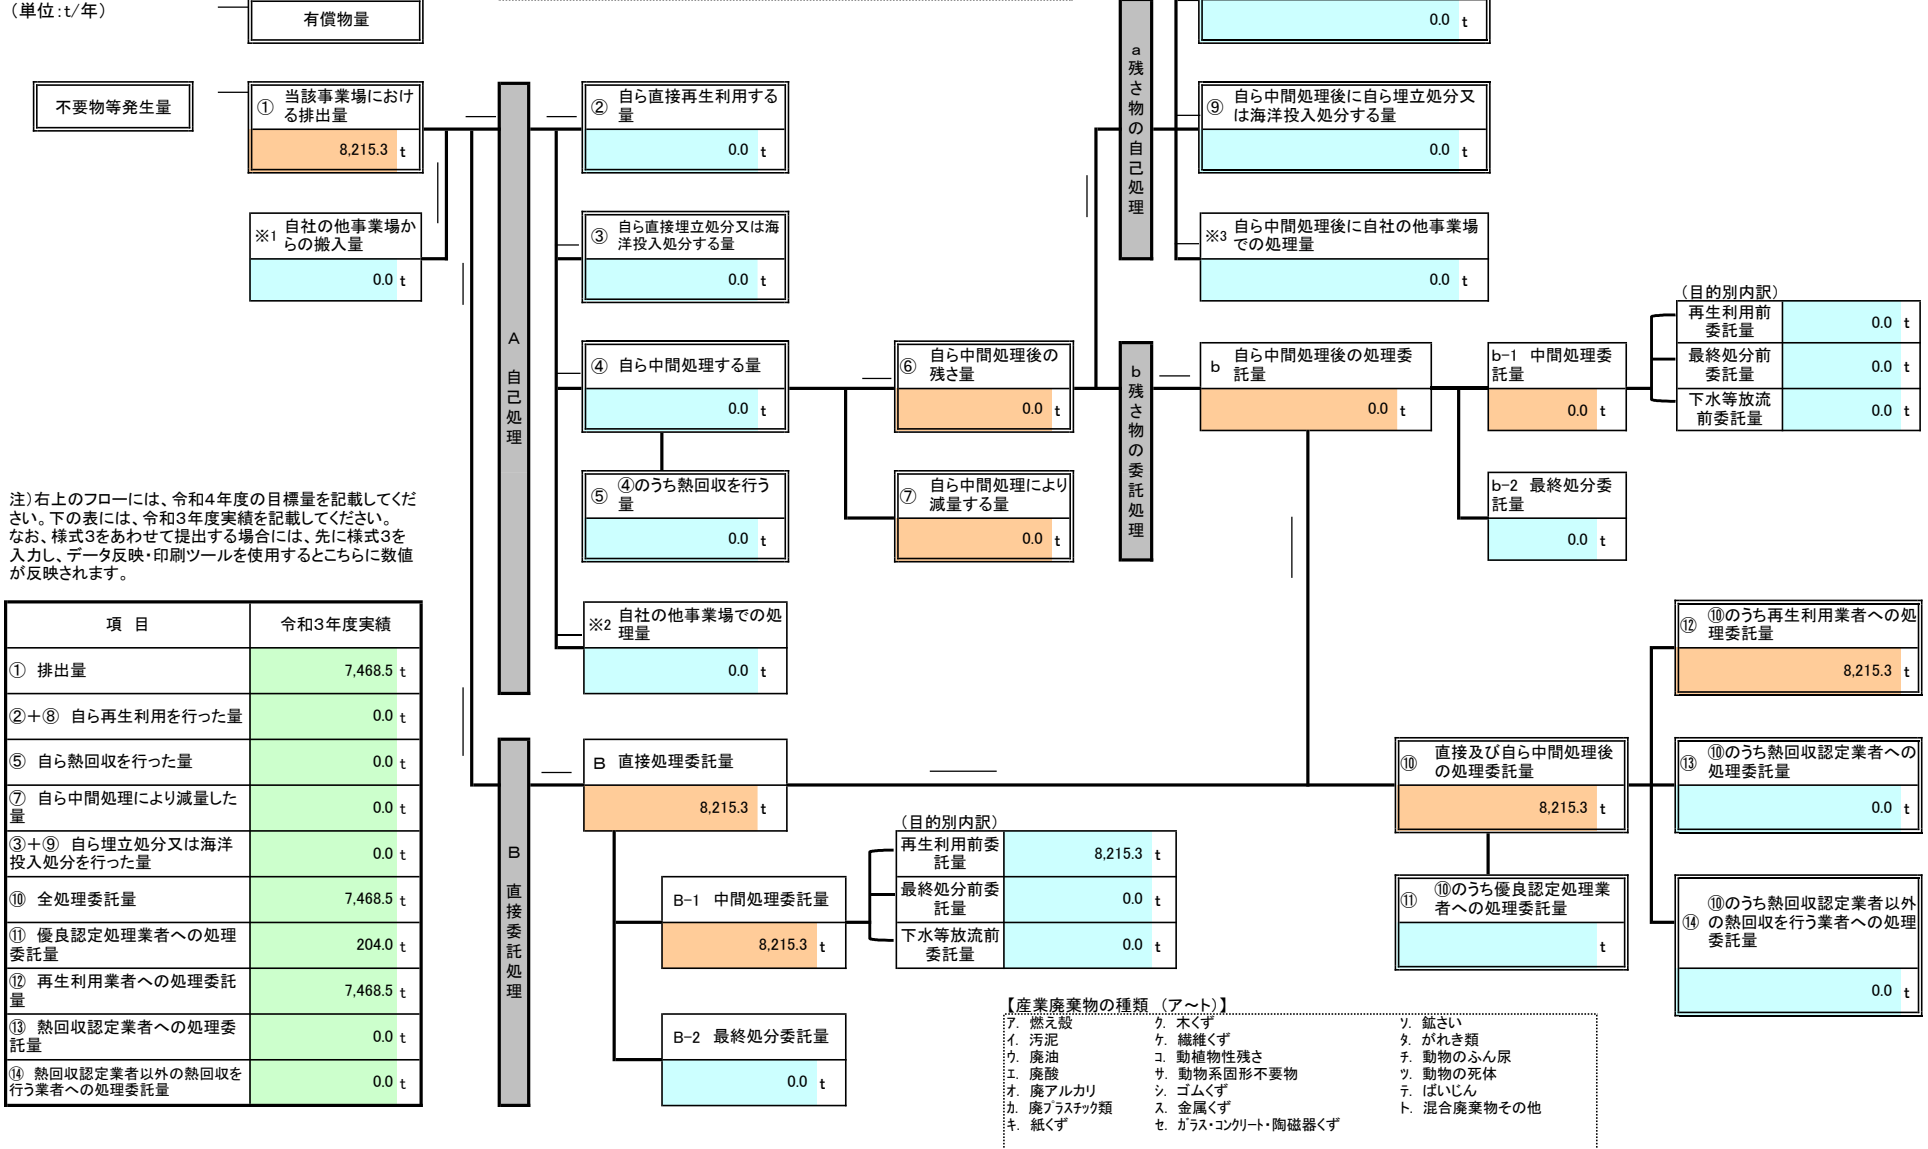 (単位:t/年)
有償物量
不要物等発生量
① 当該事業場におけ
る排出量
8,215.3 t
※1 自社の他事業場か
らの搬入量
0.0 t
A 自己処理
② 自ら直接再生利用する
量
0.0 t
③ 自ら直接埋立処分又は海
洋投入処分する量
0.0 t
④ 自ら中間処理する量
0.0 t
⑤ ④のうち熱回収を行う
量
0.0 t
※2 自社の他事業場での処
理量
0.0 t
⑥ 自ら中間処理後の
残さ量
0.0 t
⑦ 自ら中間処理により
減量する量
0.0 t
a残さ物の自己処理
0.0 t
⑨ 自ら中間処理後に自ら埋立処分又
は海洋投入処分する量
0.0 t
※3 自ら中間処理後に自社の他事業場
での処理量
0.0 t
b残さ物の委託処理
b 自ら中間処理後の処理委
託量
0.0 t
b-1 中間処理委
託量
0.0 t
(目的別内訳)
再生利用前
委託量
0.0 t
最終処分前
委託量
0.0 t
下水等放流
前委託量
0.0 t
b-2 最終処分委
託量
0.0 t
注)右上のフローには、令和4年度の目標量を記載してくだ
さい。下の表には、令和3年度実績を記載してください。
なお、様式3をあわせて提出する場合には、先に様式3を
入力し、データ反映・印刷ツールを使用するとこちらに数値
が反映されます。
項 目 令和3年度実績
① 排出量 7,468.5 t
②+⑧ 自ら再生利用を行った量 0.0 t
⑤ 自ら熱回収を行った量 0.0 t
⑦ 自ら中間処理により減量した
量 0.0 t
③+⑨ 自ら埋立処分又は海洋
投入処分を行った量 0.0 t
⑩ 全処理委託量 7,468.5 t
⑪ 優良認定処理業者への処理
委託量 204.0 t
⑫ 再生利用業者への処理委託
量 7,468.5 t
⑬ 熱回収認定業者への処理委
託量 0.0 t
⑭ 熱回収認定業者以外の熱回収を
行う業者への処理委託量 0.0 t
B 直接委託処理
B 直接処理委託量
8,215.3 t
B-1 中間処理委託量
8,215.3 t
(目的別内訳)
再生利用前委
託量
8,215.3 t
最終処分前委
託量
0.0 t
下水等放流前
委託量
0.0 t
B-2 最終処分委託量
0.0 t
⑩ 直接及び自ら中間処理後
の処理委託量
8,215.3 t
⑪ ⑩のうち優良認定処理業
者への処理委託量
t
⑫ ⑩のうち再生利用業者への処
理委託量
8,215.3 t
⑬ ⑩のうち熱回収認定業者への
処理委託量
0.0 t
⑭ ⑩のうち熱回収認定業者以外
の熱回収を行う業者への処理
委託量
0.0 t
【産業廃棄物の種類 (ア~ト)】
ア. 燃え殻 ク. 木くず ソ. 鉱さい
イ. 汚泥 ケ. 繊維くず タ. がれき類
ウ. 廃油 コ. 動植物性残さ チ. 動物のふん尿
エ. 廃酸 サ. 動物系固形不要物 ツ. 動物の死体
オ. 廃アルカリ シ. ゴムくず テ. ばいじん
カ. 廃プラスチック類 ス. 金属くず ト. 混合廃棄物その他
キ. 紙くず セ. ガラス・コンクリート・陶磁器くず